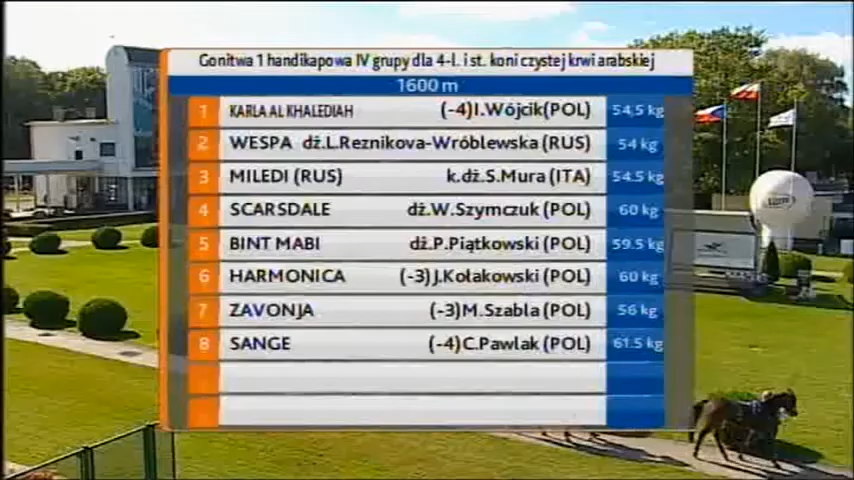 Gonitwa 1 handikapowa IV grupy dla 4-l. i st. koni czystej krwi arabskiej
1600 m
1 KARLA AL KHALEDIAH (-4)I.Wójcik(POL) 54,5 kg
2 WESPA dż.L.Reznikova-Wróblewska (RUS) 54 kg
3 MILEDI (RUS) k.dż.S.Mura (ITA) 54.5 kg
4 SCARSDALE dż.W.Szymczuk (POL) 60 kg
5 BINT MABI dż.P.Piątkowski (POL) 59.5 kg
6 HARMONICA (-3)J.Kołakowski (POL) 60 kg
7 ZAVONJA (-3)M.Szabla (POL) 56 kg
8 SANGE (-4)C.Pawlak (POL) 61.5 kg